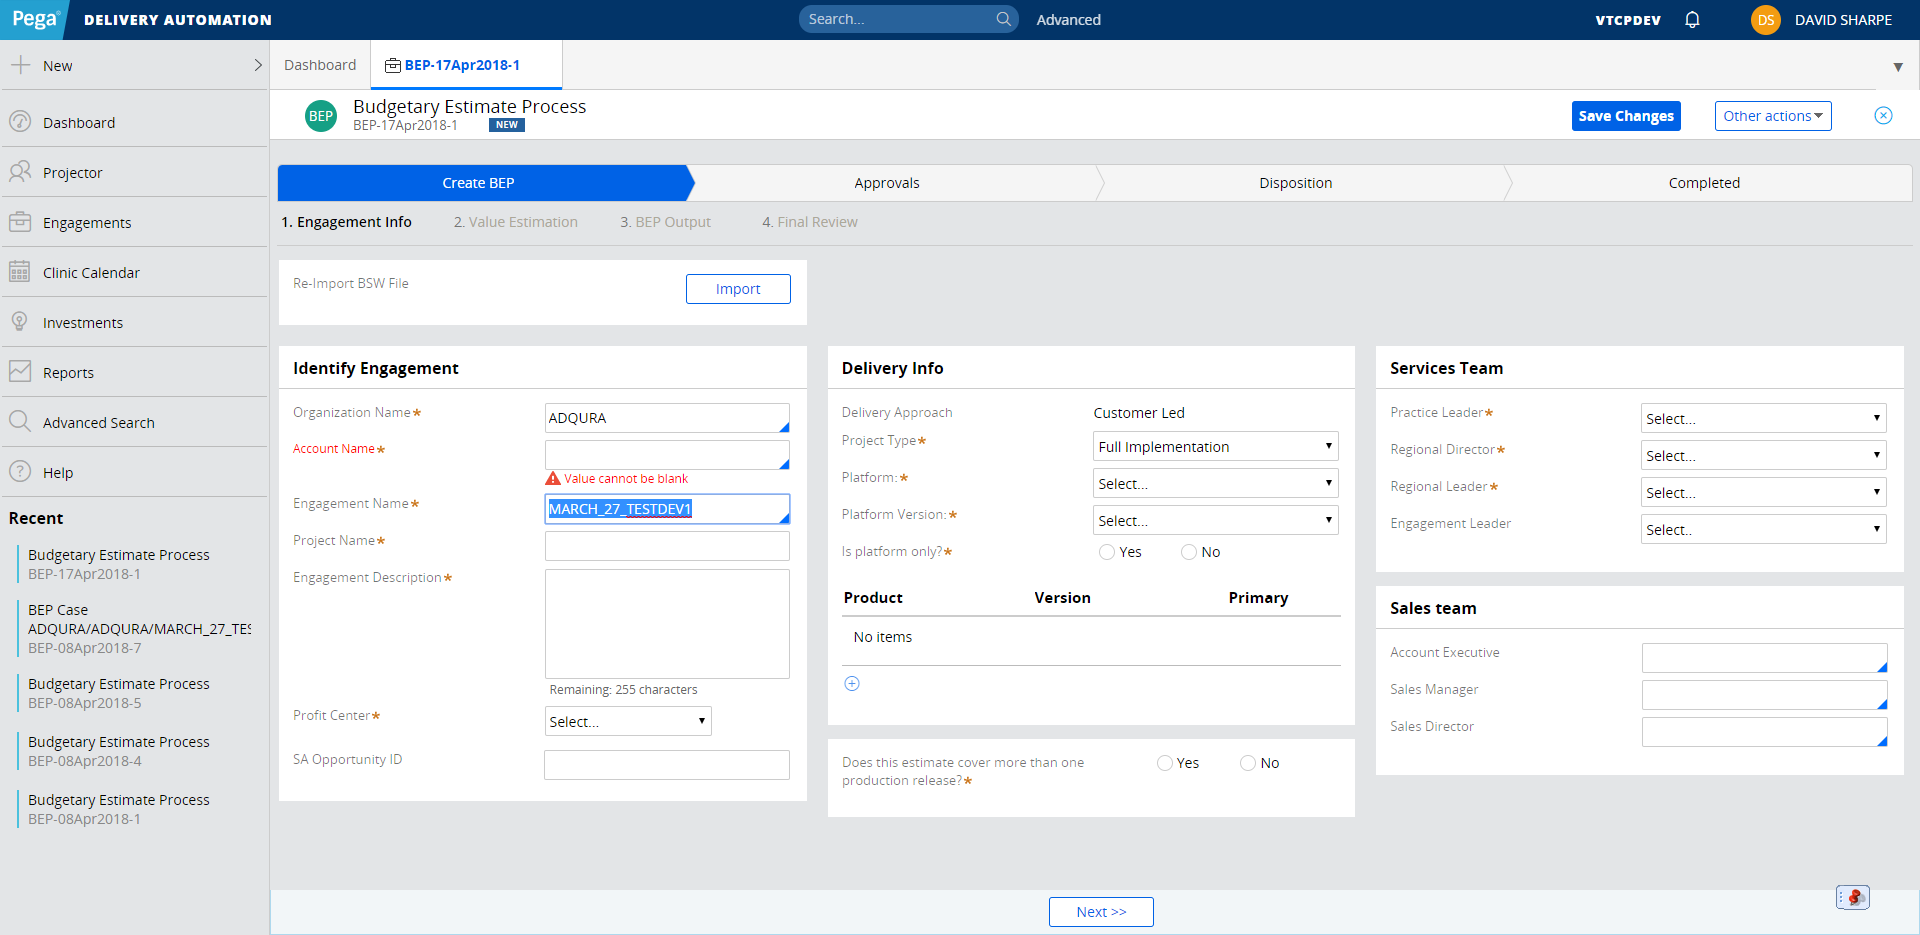 Pega® DELIVERY AUTOMATION
Search...
Advanced
VTCPDEV
DS
DAVID SHARPE
New
Dashboard
Projector
Engagements
Clinic Calendar
Investments
Reports
Advanced Search
Help
Recent
Budgetary Estimate Process
BEP-17Apr2018-1
BEP Case
ADQURA/ADQURA/MARCH_27_TES
BEP-08Apr2018-7
Budgetary Estimate Process
BEP-08Apr2018-5
Budgetary Estimate Process
BEP-08Apr2018-4
Budgetary Estimate Process
BEP-08Apr2018-1
Dashboard
BEP-17Apr2018-1
BEP
Budgetary Estimate Process
BEP-17Apr2018-1 NEW
Save Changes
Other actions
Create BEP
Approvals
Disposition
Completed
1. Engagement Info
2. Value Estimation
3. BEP Output
4. Final Review
Re-Import BSW File
Import
Identify Engagement
Organization Name*
ADQURA
Account Name*
Value cannot be blank
Engagement Name*
MARCH_27_TESTDEV1
Project Name*
Engagement Description*
Remaining: 255 characters
Profit Center*
Select...
SA Opportunity ID
Delivery Info
Delivery Approach
Customer Led
Project Type*
Full Implementation
Platform:*
Select...
Platform Version:*
Select...
Is platform only?*
Yes
No
Product
Version
Primary
No items
Does this estimate cover more than one
production release?*
Yes
No
Services Team
Practice Leader*
Select...
Regional Director*
Select...
Regional Leader*
Select...
Engagement Leader
Select..
Sales team
Account Executive
Sales Manager
Sales Director
Next >>